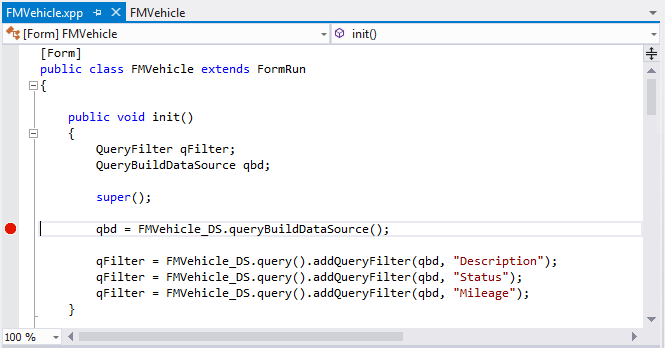 FMVehicle.xpp FMVehicle
[Form] FMVehicle init()
[Form]
public class FMVehicle extends FormRun
{
public void init()
{
QueryFilter qFilter;
QueryBuildDataSource qbd;
super();
qbd = FMVehicle_DS.queryBuildDataSource();
qFilter = FMVehicle_DS.query().addQueryFilter(qbd, "Description");
qFilter = FMVehicle_DS.query().addQueryFilter(qbd, "Status");
qFilter = FMVehicle_DS.query().addQueryFilter(qbd, "Mileage");
}
100 %